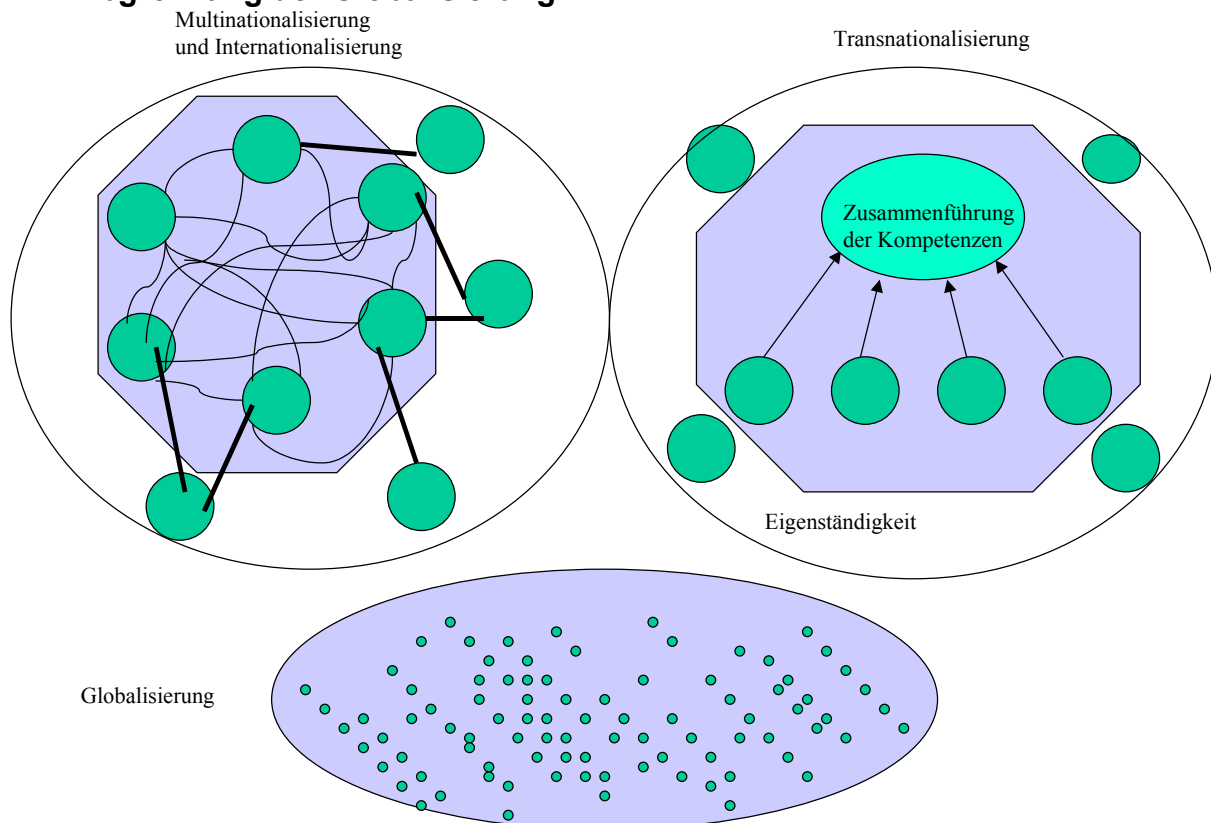 Multinationalisierung
und Internationalisierung
Transnationalisierung
Zusammenführung
der Kompetenzen
Eigenständigkeit
Globalisierung